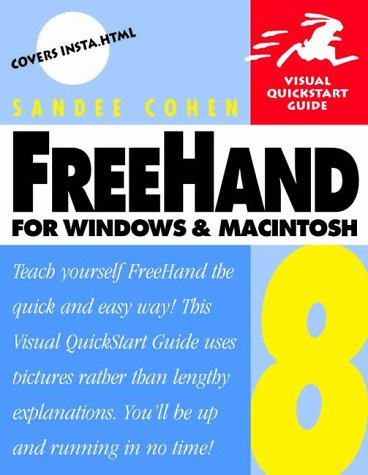 COVERS INSTA.HTML
VISUAL
QUICKSTART
GUIDE
SANDEE COHEN
FREEHAND
FOR WINDOWS & MACINTOSH
8
Teach yourself FreeHand the
quick and easy way! This
Visual QuickStart Guide uses
pictures rather than lengthy
explanations. You'll be up
and running in no time!